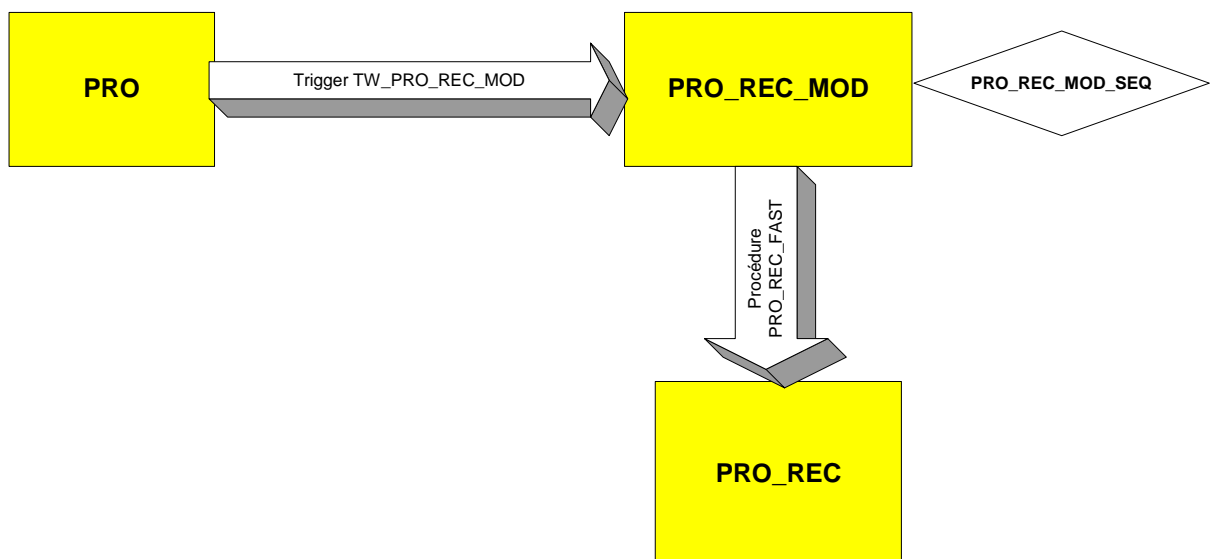 PRO
Trigger TW_PRO_REC_MOD
PRO_REC_MOD
PRO_REC_MOD_SEQ
Procédure
PRO_REC_FAST
PRO_REC